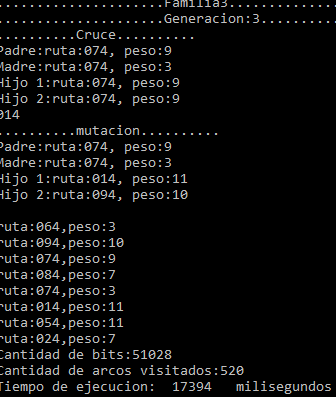 .....................Familia3.....................
.....................Generacion:3.................
..........Cruce..........
Padre:ruta:074, peso:9
Madre:ruta:074, peso:3
Hijo 1:ruta:074, peso:9
Hijo 2:ruta:074, peso:9
014
..........mutacion..........
Padre:ruta:074, peso:9
Madre:ruta:074, peso:3
Hijo 1:ruta:014, peso:11
Hijo 2:ruta:094, peso:10
ruta:064,peso:3
ruta:094,peso:10
ruta:074,peso:9
ruta:084,peso:7
ruta:074,peso:3
ruta:014,peso:11
ruta:054,peso:11
ruta:024,peso:7
Cantidad de bits:51028
Cantidad de arcos visitados:520
Tiempo de ejecucion:  17394   milisegundos